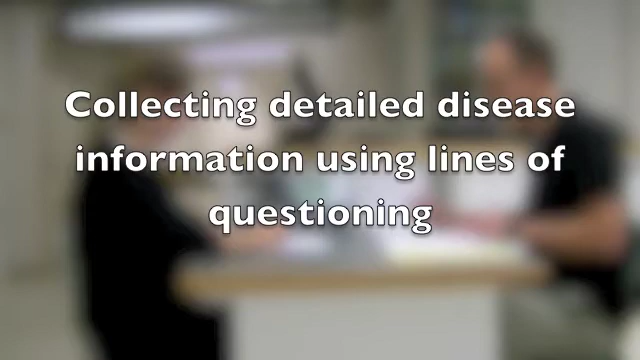 Collecting detailed disease
information using lines of
questioning